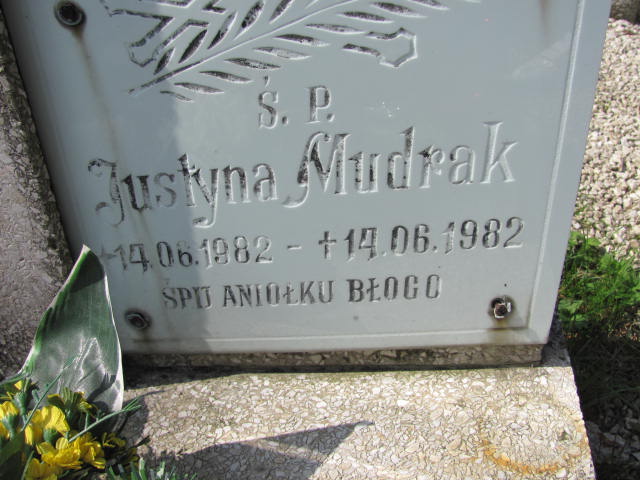 Ś. P.
Justyna Mudrak
14.06.1982 - +14.06.1982
ŚPIJ ANIOŁKU BŁOGO